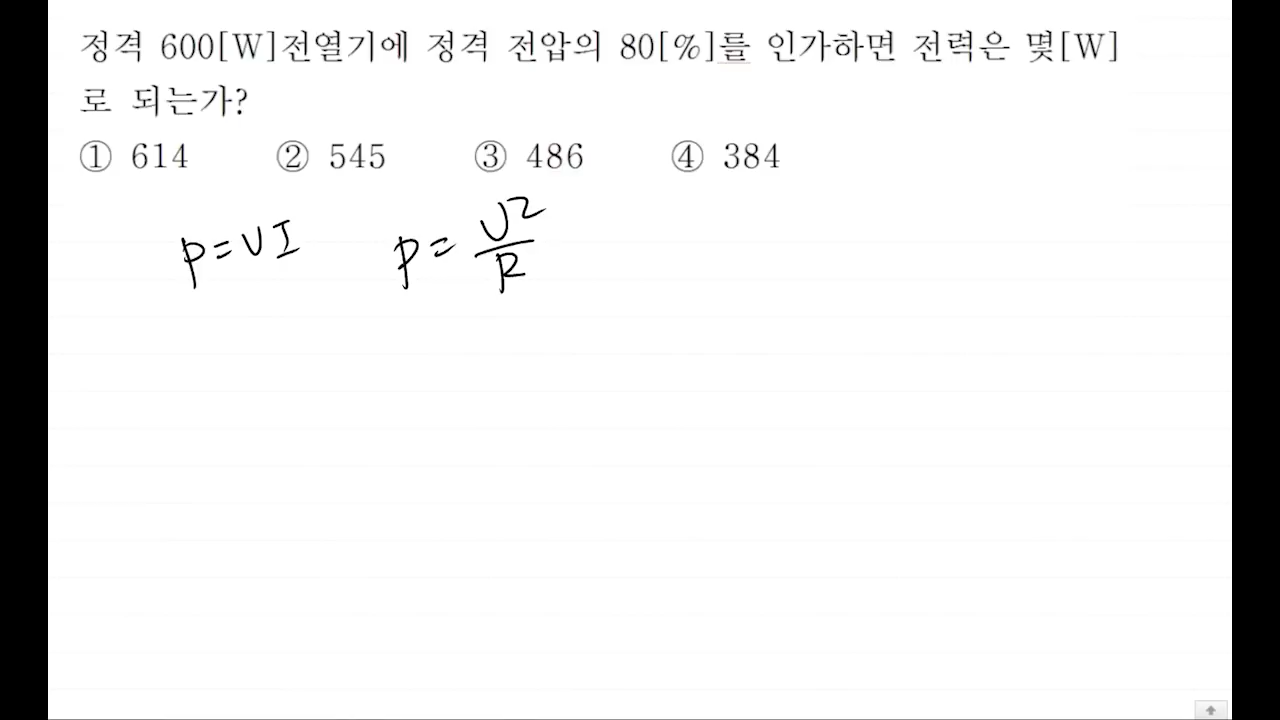 정격 600[W]전열기에 정격 전압의 80[%]를 인가하면 전력은 몇[W]
로 되는가?
① 614 ② 545 ③ 486 ④ 384
P=VI P=V²/R